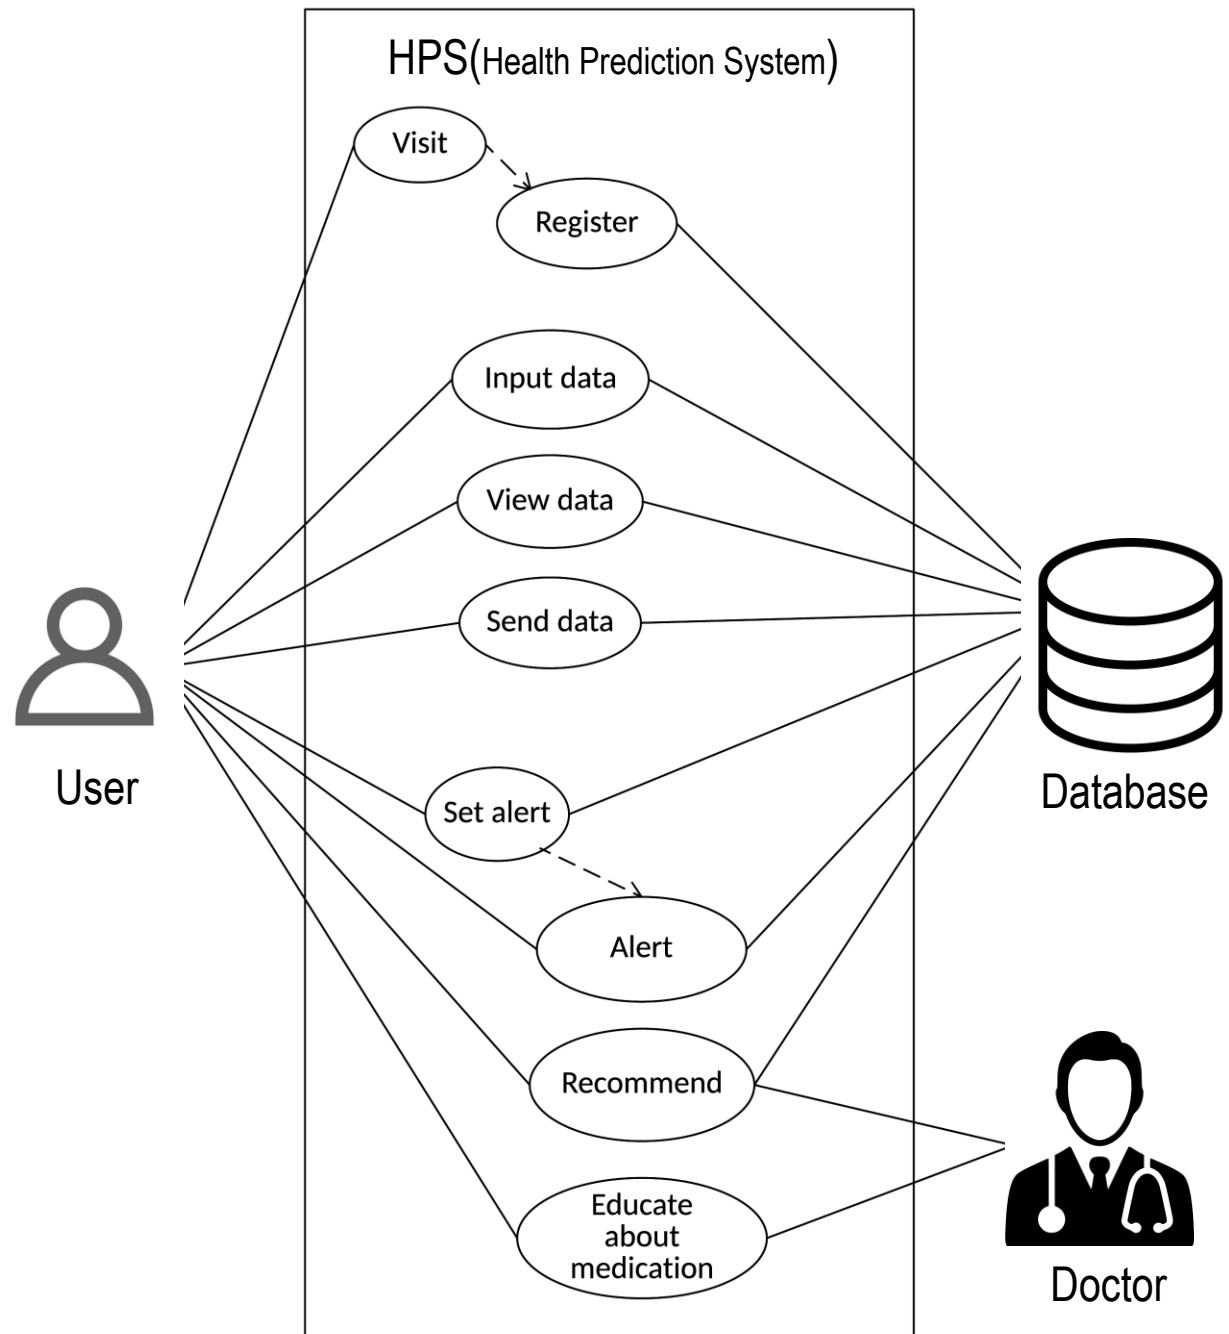 HPS(Health Prediction System)
Visit
Register
Input data
View data
Send data
User
Database
Set alert
Alert
Recommend
Educate
about
medication
Doctor